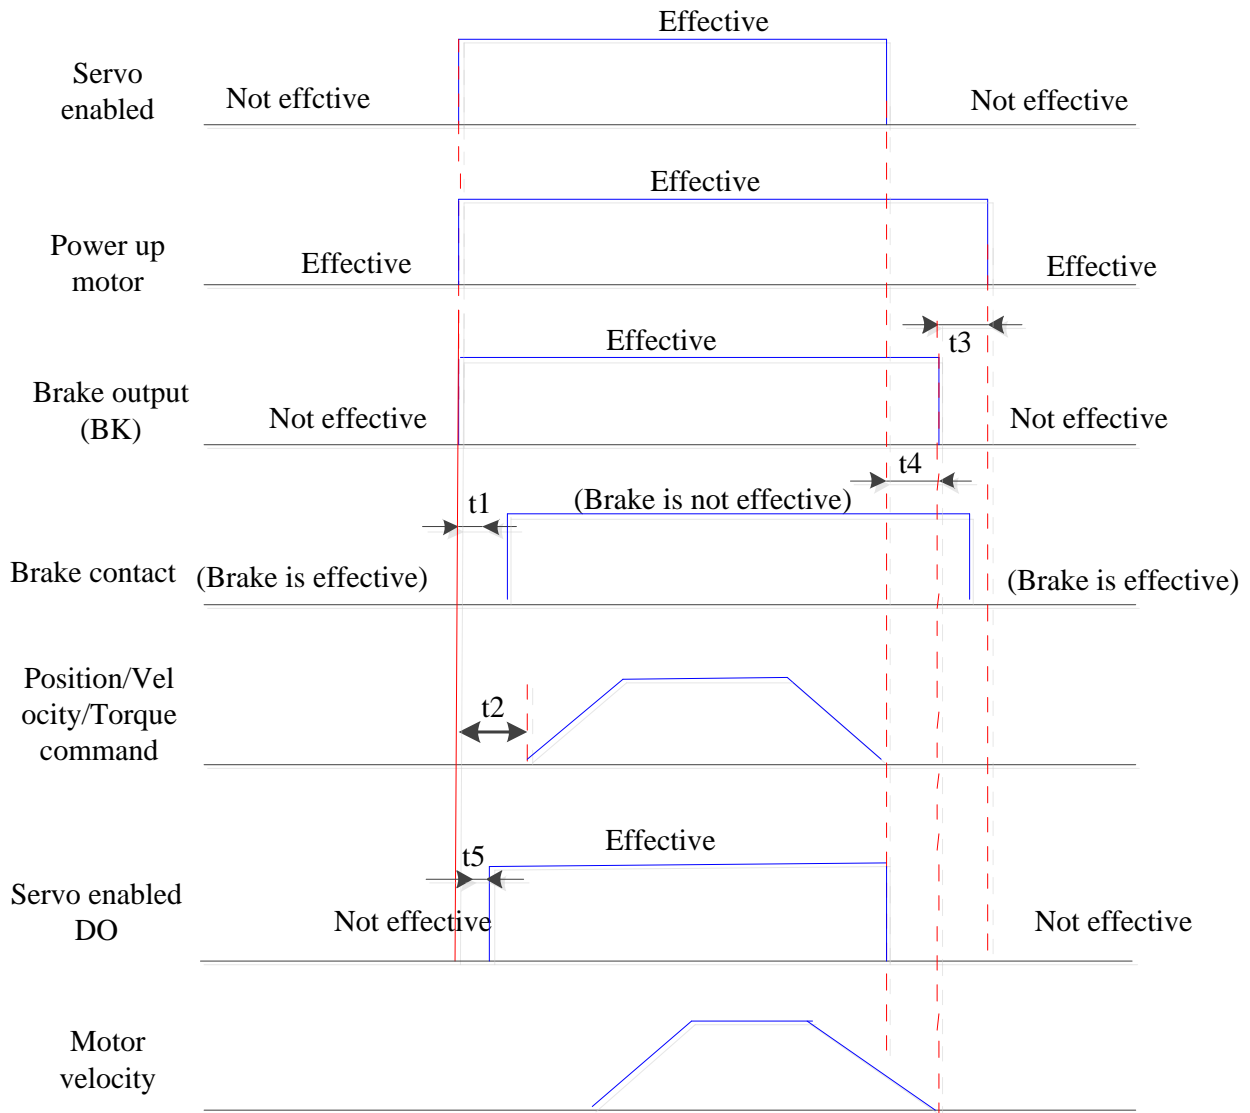 Effective
Servo
enabled
Not effctive
Not effective
Effective
Power up
motor
Effective
Effective
t3
Effective
Brake output
(BK)
Not effective
Not effective
t4
t1
(Brake is not effective)
Brake contact
(Brake is effective)
(Brake is effective)
Position/Vel
ocity/Torque
command
t2
Effective
t5
Servo enabled
DO
Not effective
Not effective
Motor
velocity